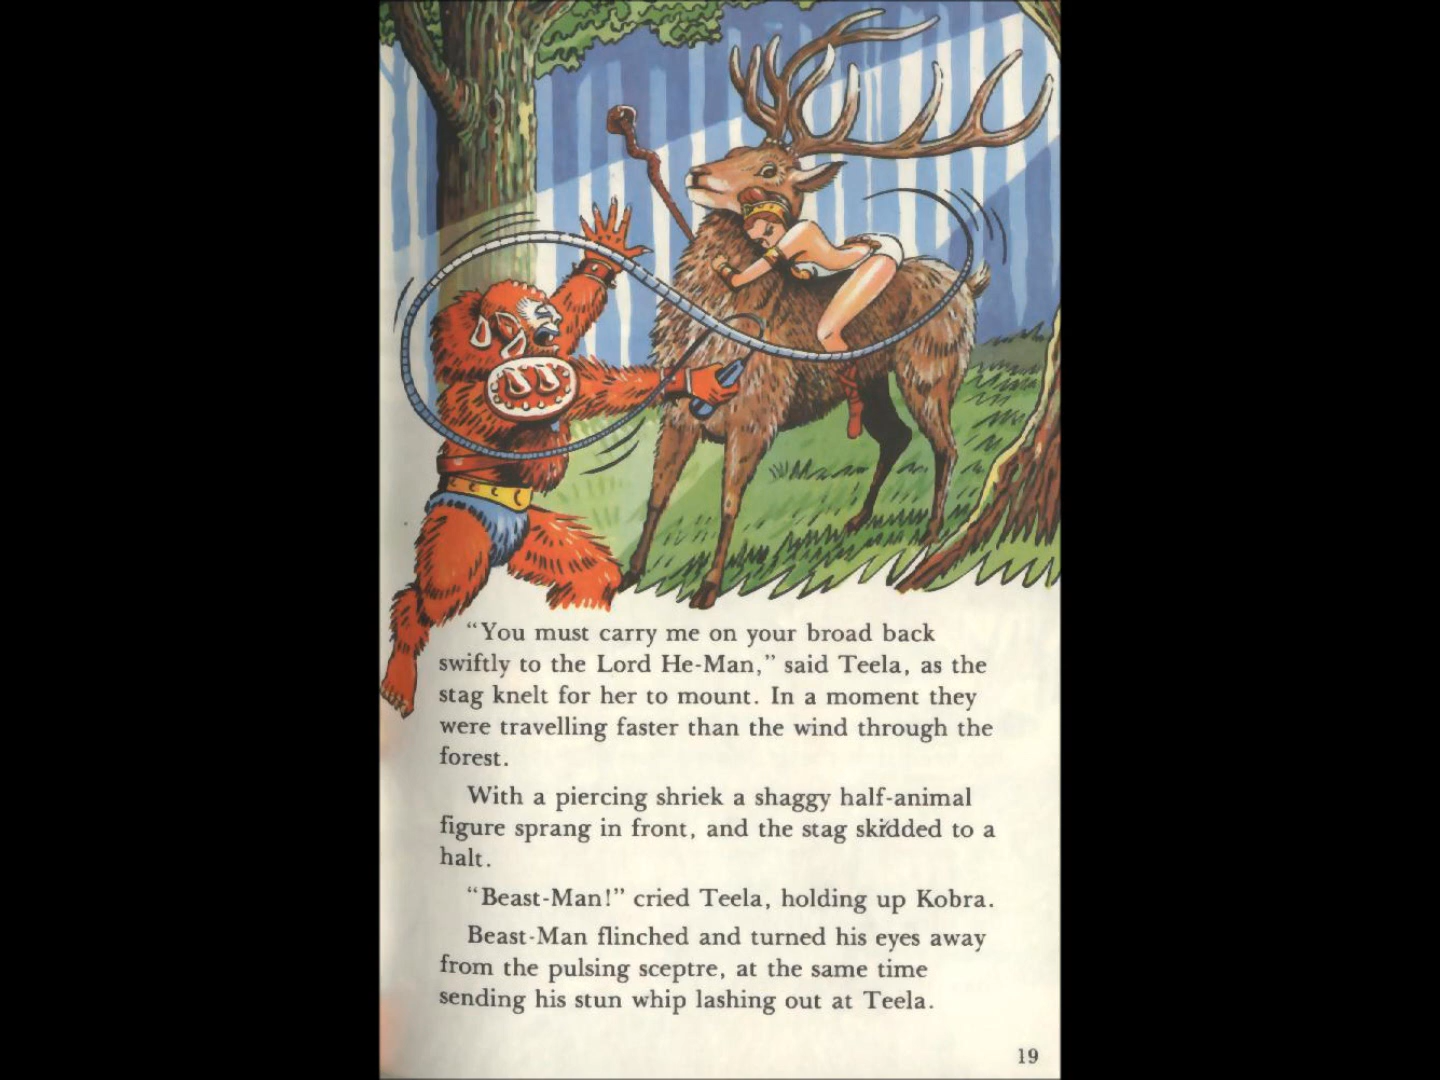 "You must carry me on your broad back
swiftly to the Lord He-Man," said Teela, as the
stag knelt for her to mount. In a moment they
were travelling faster than the wind through the
forest.
With a piercing shriek a shaggy half-animal
figure sprang in front, and the stag skidded to a
halt.
"Beast-Man!" cried Teela, holding up Kobra.
Beast-Man flinched and turned his eyes away
from the pulsing sceptre, at the same time
sending his stun whip lashing out at Teela.
19